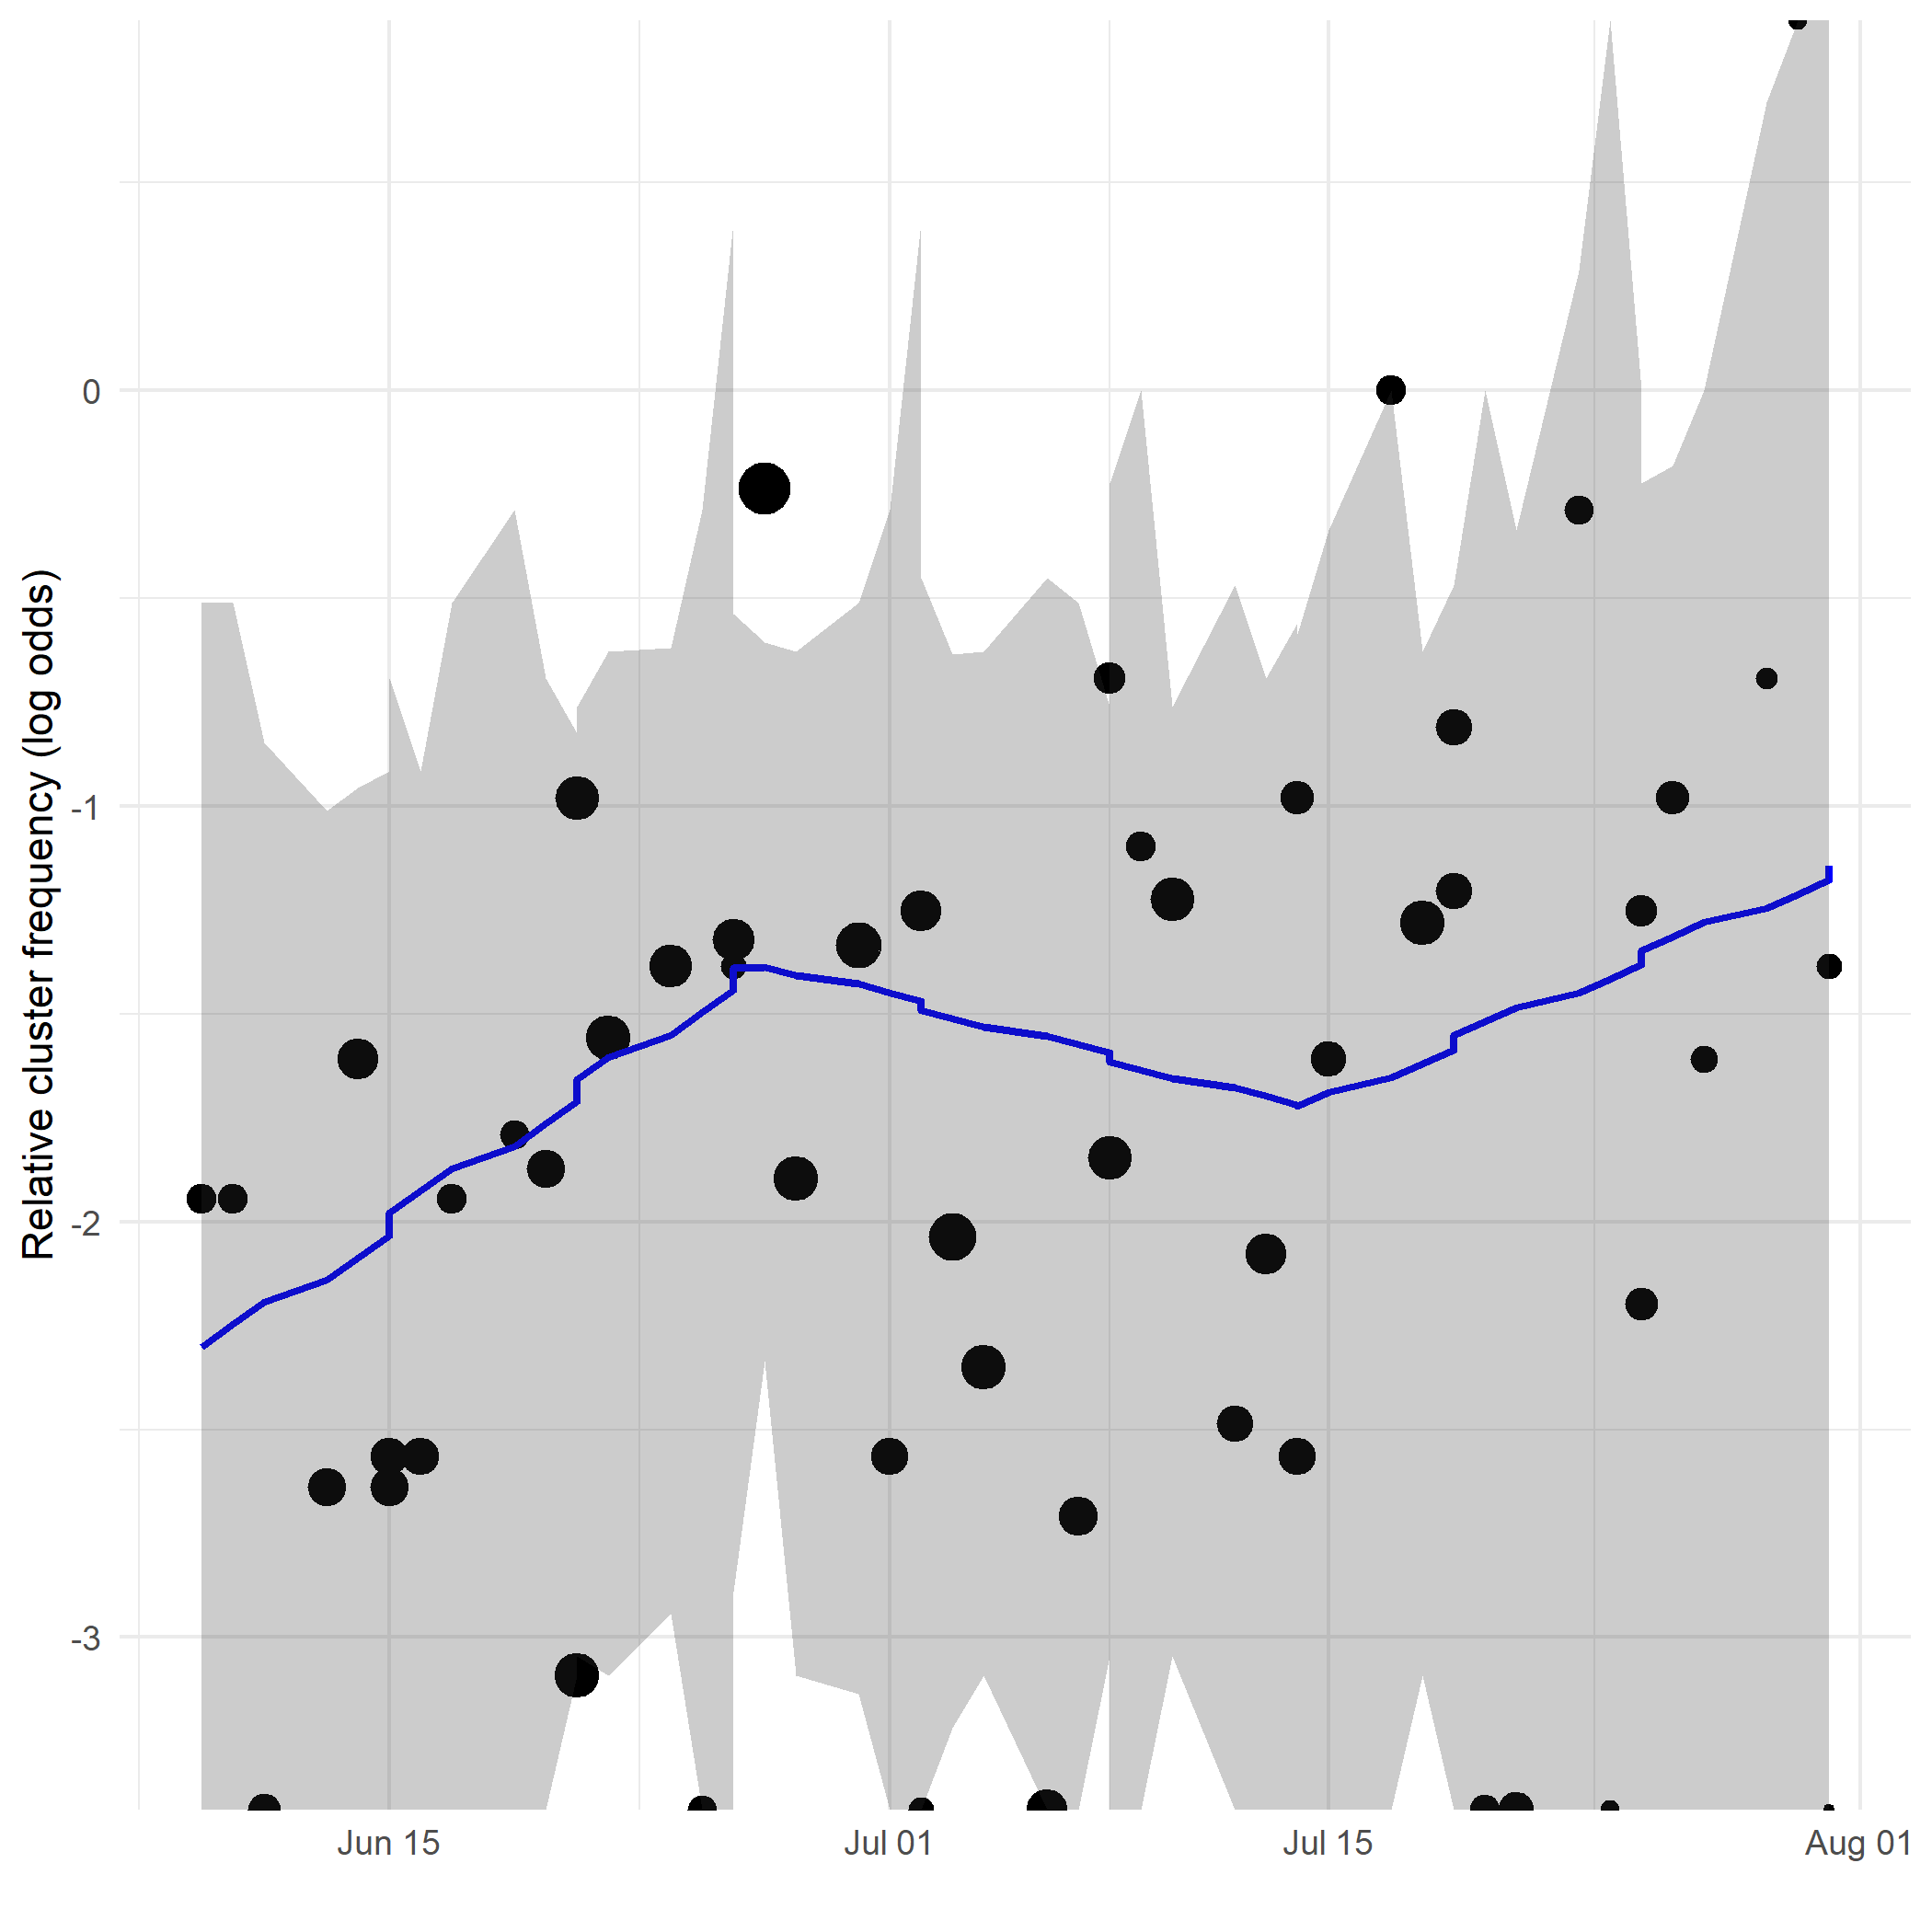 Relative cluster frequency (log odds)
0
-1
-2
-3
Jun 15
Jul 01
Jul 15
Aug 01